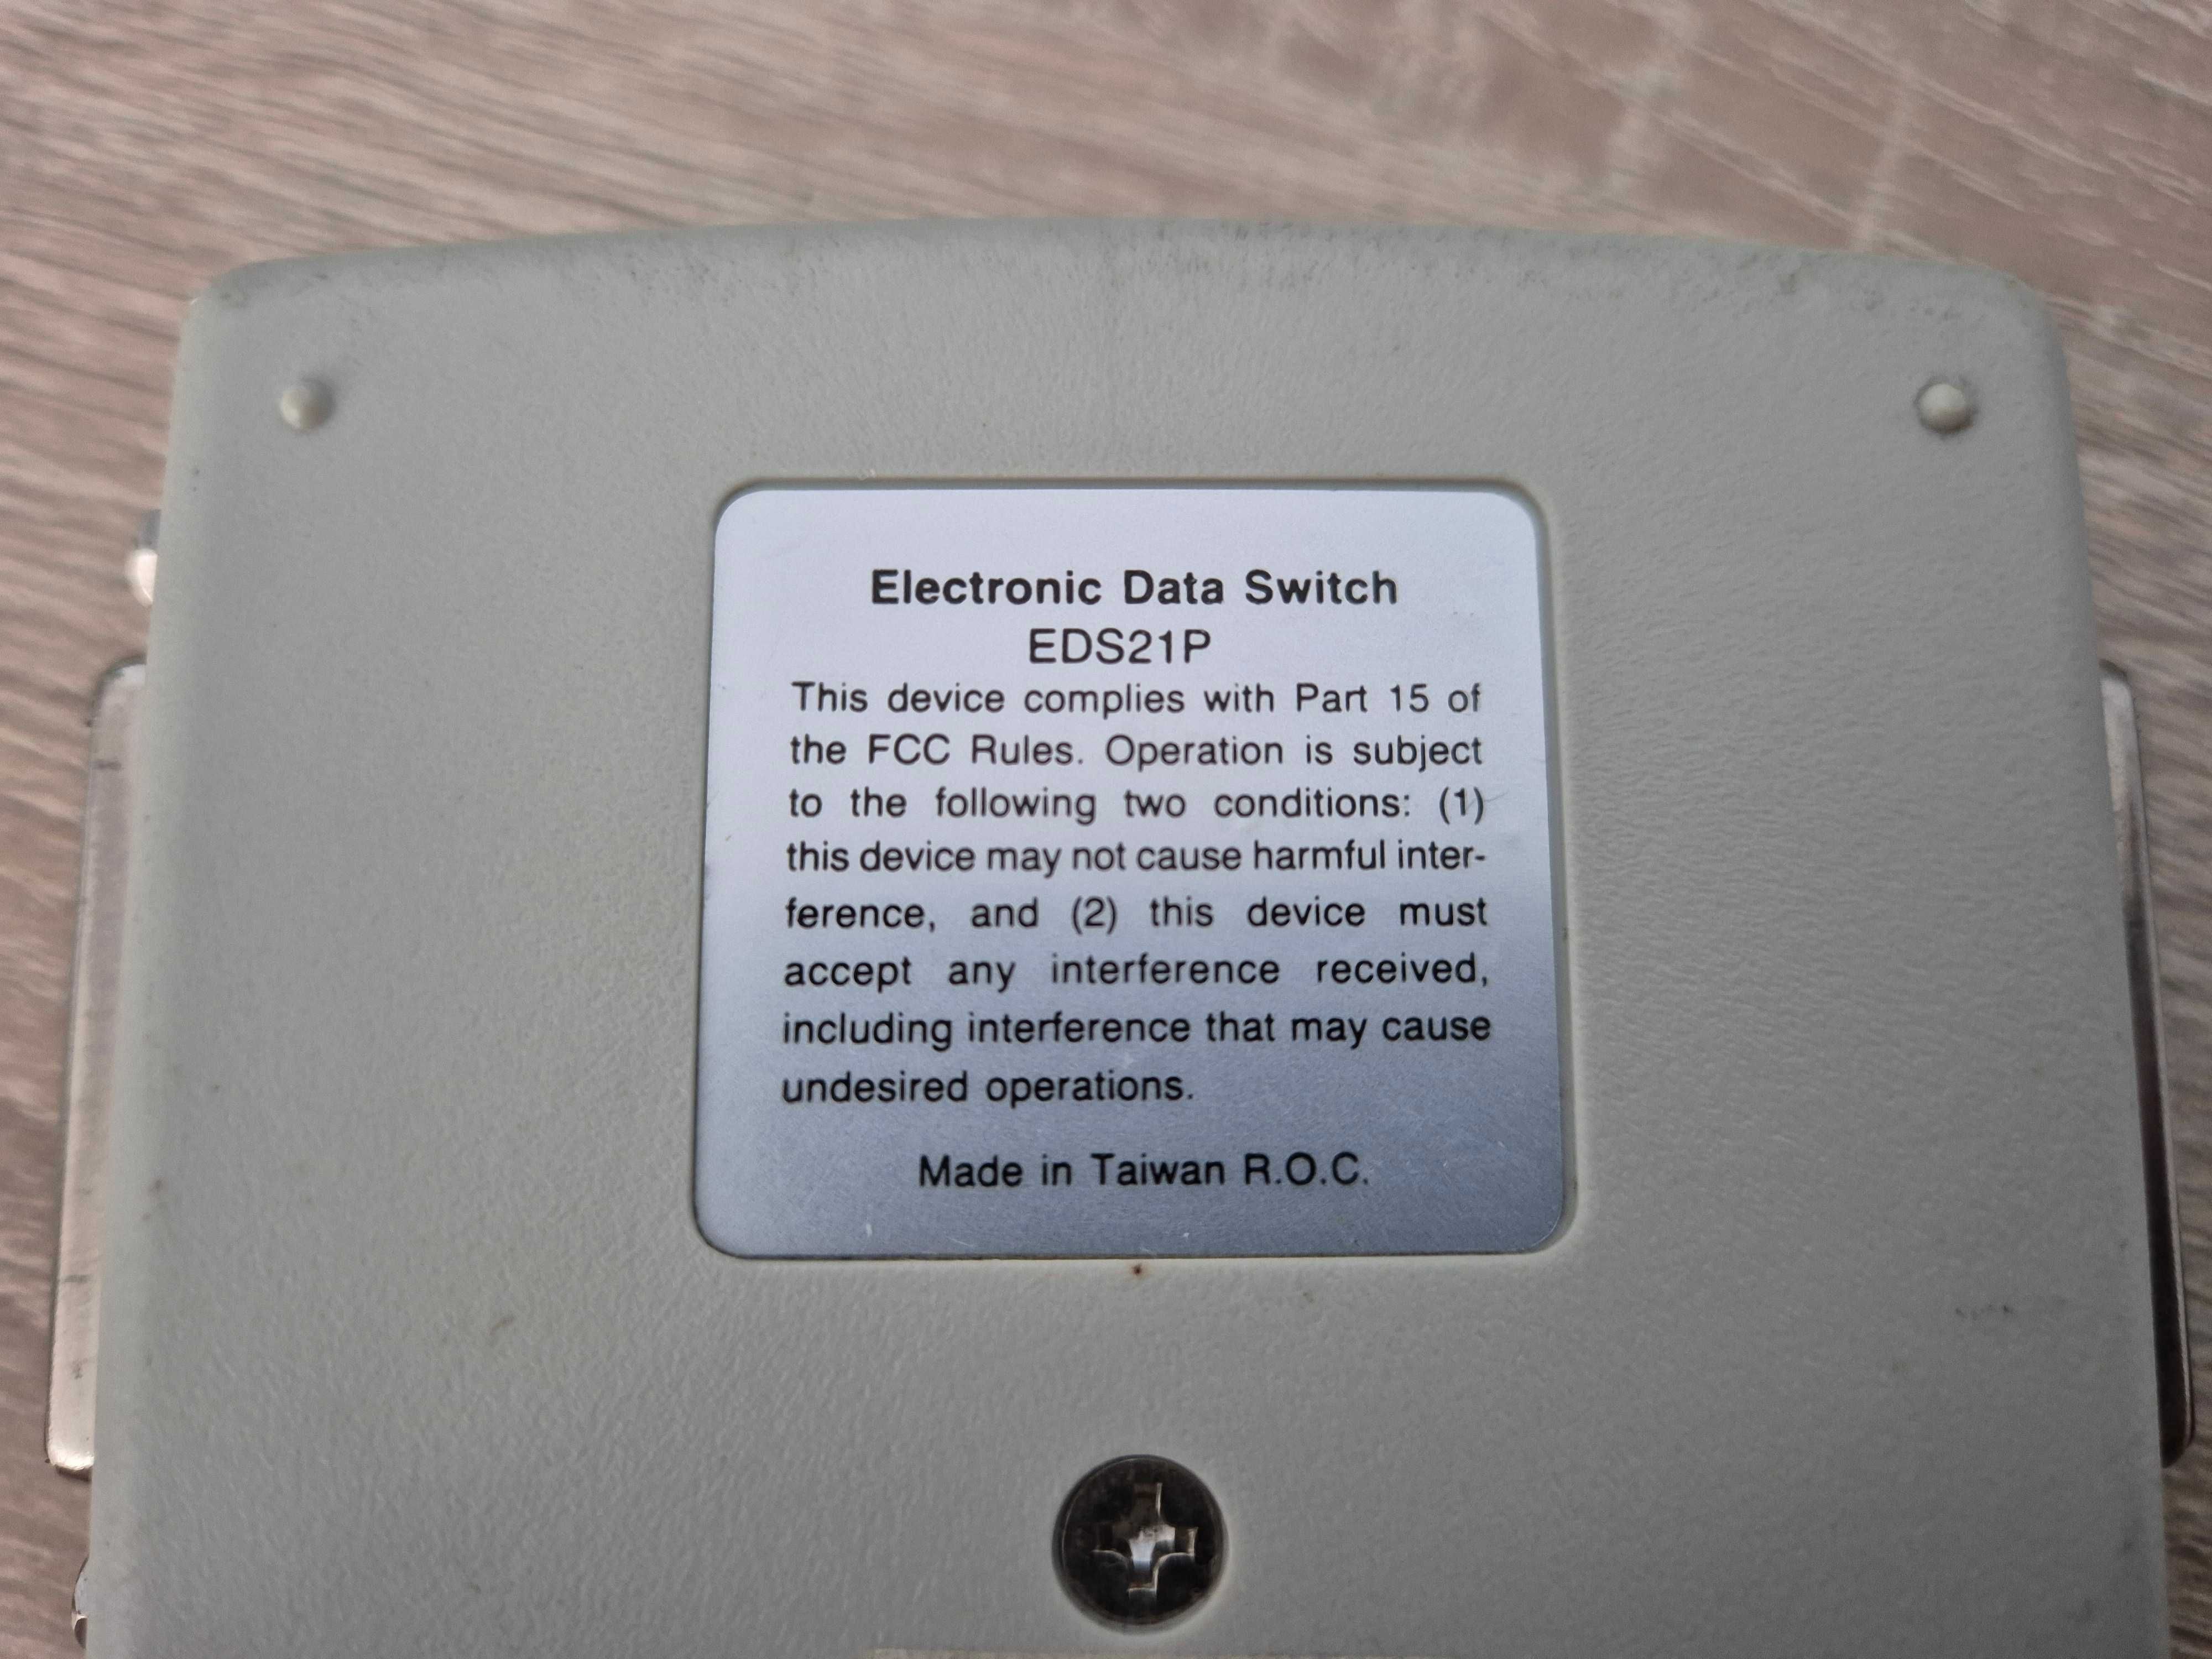 Electronic Data Switch
EDS21P
This device complies with Part 15 of
the FCC Rules. Operation is subject
to the following two conditions: (1)
this device may not cause harmful inter-
ference, and (2) this device must
accept any interference received,
including interference that may cause
undesired operations.
Made in Taiwan R.O.C.